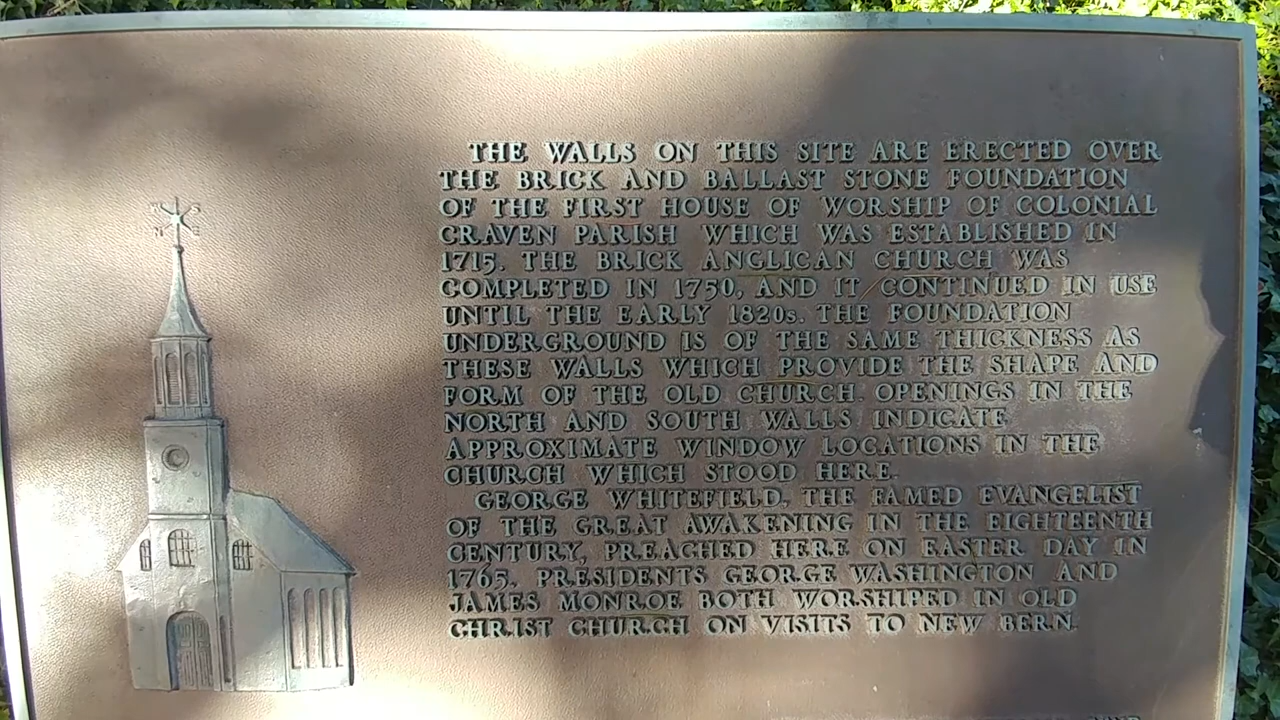 THE WALLS ON THIS SITE ARE ERECTED OVER
THE BRICK AND BALLAST STONE FOUNDATION
OF THE FIRST HOUSE OF WORSHIP OF COLONIAL
CRAVEN PARISH WHICH WAS ESTABLISHED IN
1715. THE BRICK ANGLICAN CHURCH WAS
COMPLETED IN 1750, AND IT CONTINUED IN USE
UNTIL THE EARLY 1820s. THE FOUNDATION
UNDERGROUND IS OF THE SAME THICKNESS AS
THESE WALLS WHICH PROVIDE THE SHAPE AND
FORM OF THE OLD CHURCH. OPENINGS IN THE
NORTH AND SOUTH WALLS INDICATE
APPROXIMATE WINDOW LOCATIONS IN THE
CHURCH WHICH STOOD HERE.
GEORGE WHITEFIELD, THE FAMED EVANGELIST
OF THE GREAT AWAKENING IN THE EIGHTEENTH
CENTURY, PREACHED HERE ON EASTER DAY IN
1765. PRESIDENTS GEORGE WASHINGTON AND
JAMES MONROE BOTH WORSHIPED IN OLD
CHRIST CHURCH ON VISITS TO NEW BERN.